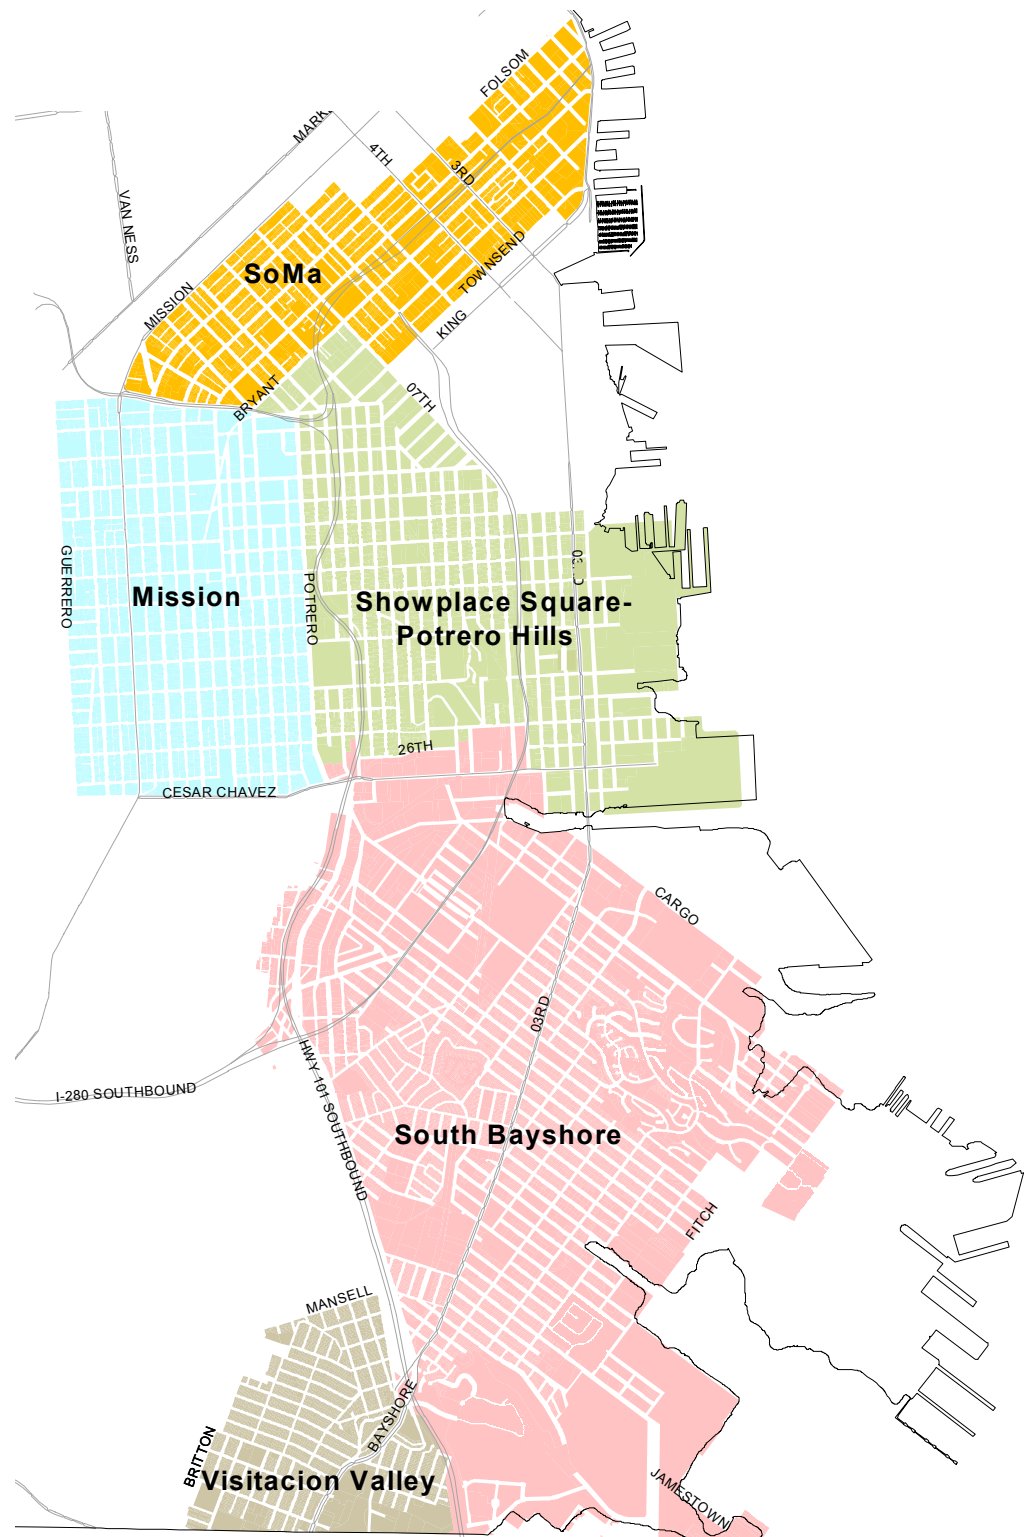 FOLSOM
4TH
3RD
VAN NESS
TOWNSEND
SoMa
MISSION
KING
BRYANT
07TH
GUERRERO
POTRERO
Mission
Showplace Square-
Potrero Hills
26TH
CESAR CHAVEZ
CARGO
03RD
HWY 101 SOUTHBOUND
I-280 SOUTHBOUND
South Bayshore
FITCH
MANSELL
BAYSHORE
BRITTON
Visitacion Valley
JAMESTOWN